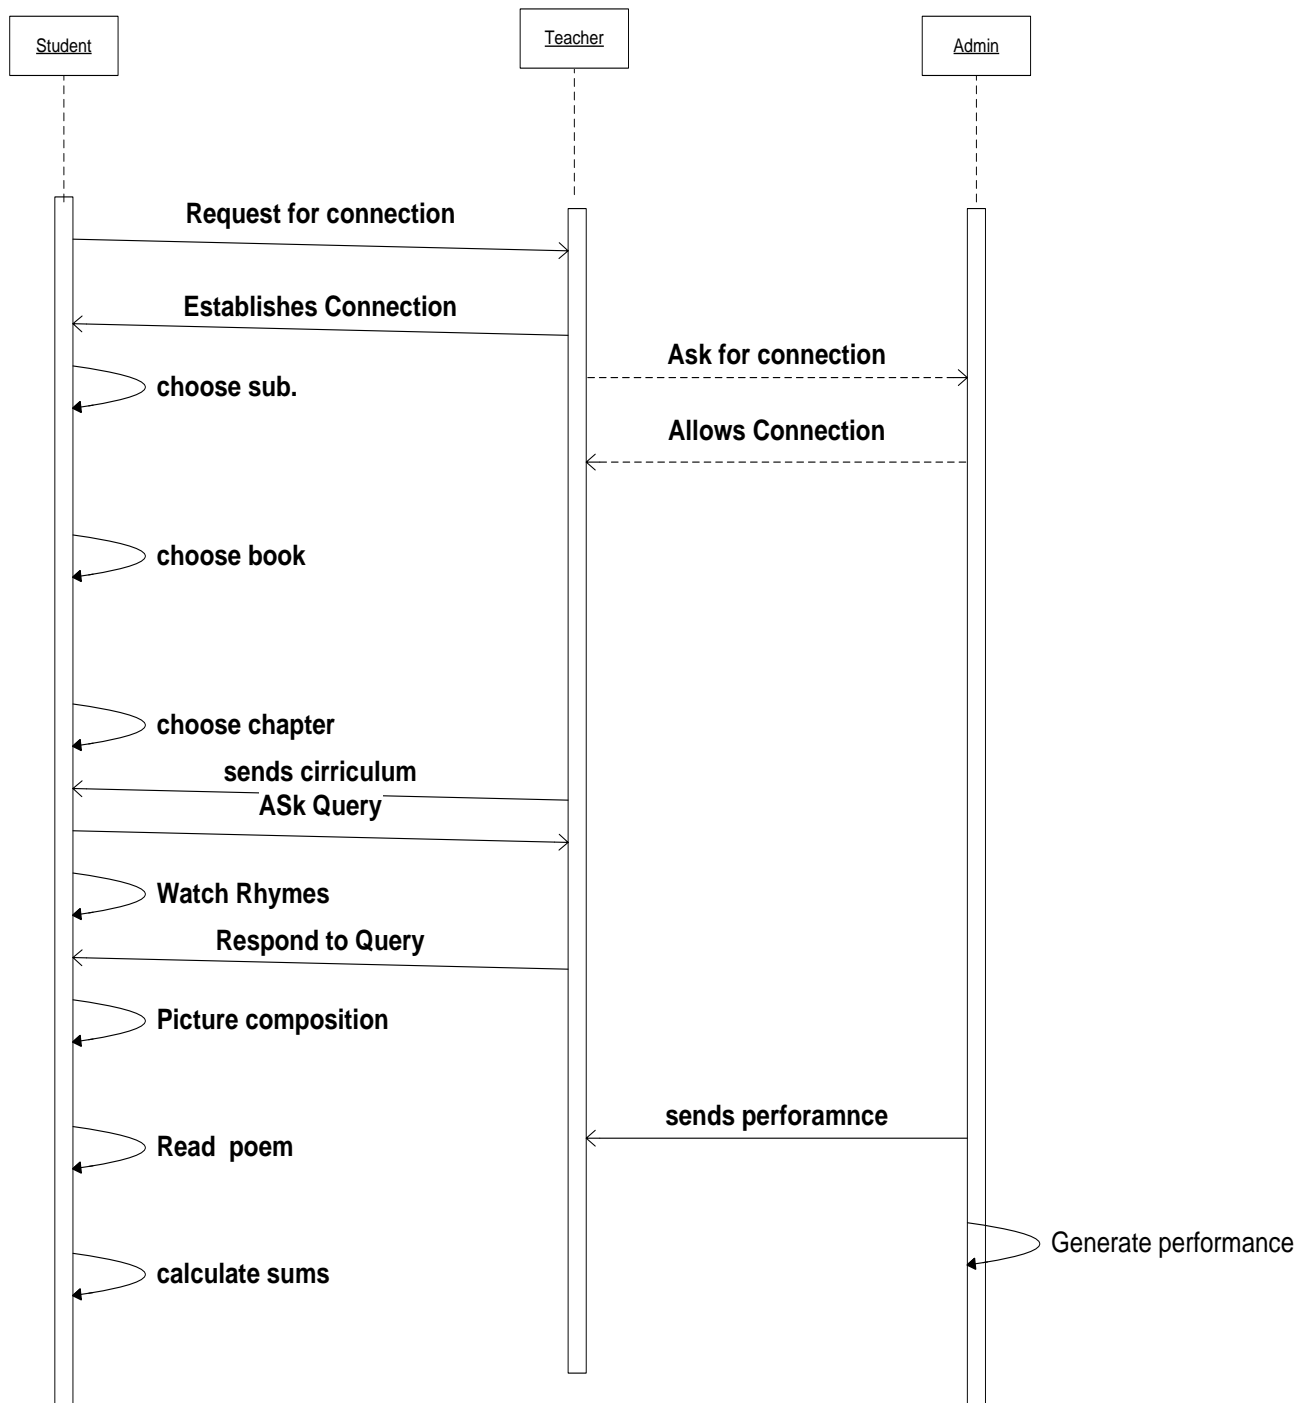 Student
Teacher
Admin
Request for connection
Establishes Connection
Ask for connection
choose sub.
Allows Connection
choose book
choose chapter
sends cirriculum
ASk Query
Watch Rhymes
Respond to Query
Picture composition
sends perforamnce
Read poem
Generate performance
calculate sums